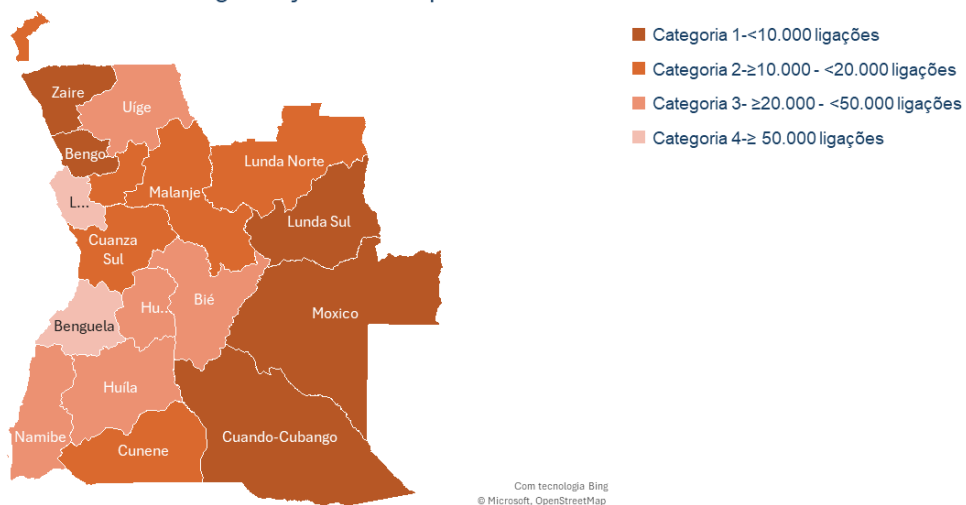 Categoria 1-<10.000 ligações
Categoria 2-≥10.000 - <20.000 ligações
Categoria 3- ≥20.000 - <50.000 ligações
Categoria 4-≥ 50.000 ligações
Zaire
Uíge
Bengo
Lunda Norte
Malanje
L...
Lunda Sul
Cuanza
Sul
Bié
Hu...
Moxico
Benguela
Huíla
Namibe
Cuando-Cubango
Cunene
Com tecnologia Bing
© Microsoft, OpenStreetMap